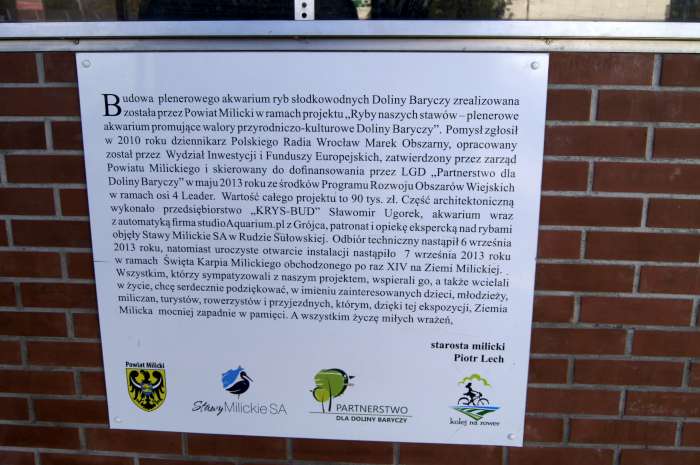 Budowa plenerowego akwarium ryb słodkowodnych Doliny Baryczy zrealizowana
została przez Powiat Milicki w ramach projektu „Ryby naszych stawów – plenerowe
akwarium promujące walory przyrodniczo-kulturowe Doliny Baryczy”. Pomysł zgłosił
w 2010 roku dziennikarz Polskiego Radia Wrocław Marek Obszarny, opracowany
został przez Wydział Inwestycji i Funduszy Europejskich, zatwierdzony przez zarząd
Powiatu Milickiego i skierowany do dofinansowania przez LGD „Partnerstwo dla
Doliny Baryczy” w maju 2013 roku ze środków Programu Rozwoju Obszarów Wiejskich
w ramach osi 4 Leader. Wartość całego projektu to 90 tys. zł. Część architektoniczną
wykonało przedsiębiorstwo „KRYS-BUD” Sławomir Ugorek, akwarium wraz
z automatyką firma studioAquarium.pl z Grójca, patronat i opiekę ekspercką nad rybami
objęły Stawy Milickie SA w Rudzie Sułowskiej. Odbiór techniczny nastąpił 6 września
2013 roku, natomiast uroczyste otwarcie instalacji nastąpiło 7 września 2013 roku
w ramach Święta Karpia Milickiego obchodzonego po raz XIV na Ziemi Milickiej. .
Wszystkim, którzy sympatyzowali z naszym projektem, wspierali go, a także wcielali
w życie, chcę serdecznie podziękować, w imieniu zainteresowanych dzieci, młodzieży,
miliczan, turystów, rowerzystów i przyjezdnych, którym, dzięki tej ekspozycji, Ziemia
Milicka mocniej zapadnie w pamięci. A wszystkim życzę miłych wrażeń,
starosta milicki
Piotr Lech
Powiat Milicki
Stawy Milickie SA
PARTNERSTWO
DLA DOLINY BARYCZY
kolej na rower